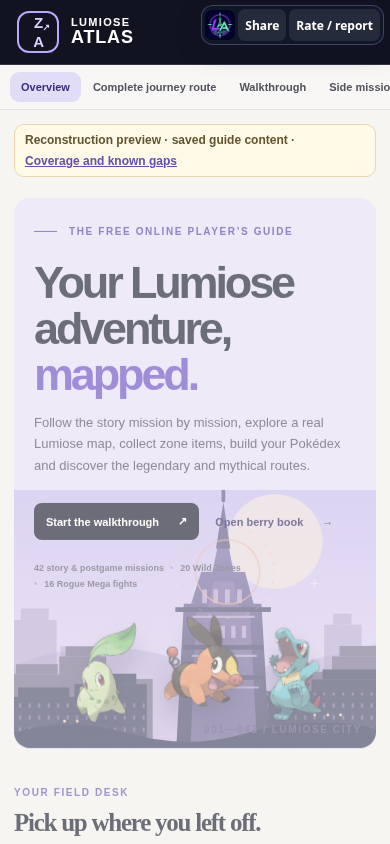 Z↗
A
LUMIOSE
ATLAS
Share
Rate / report
Overview
Complete journey route
Walkthrough
Side missio
Reconstruction preview · saved guide content ·
Coverage and known gaps
THE FREE ONLINE PLAYER'S GUIDE
Your Lumiose
adventure,
mapped.
Follow the story mission by mission, explore a real
Lumiose map, collect zone items, build your Pokédex
and discover the legendary and mythical routes.
Start the walkthrough ↗
Open berry book →
42 story & postgame missions • 20 Wild Zones
• 16 Rogue Mega fights
/ LUMIOSE CITY
YOUR FIELD DESK
Pick up where you left off.